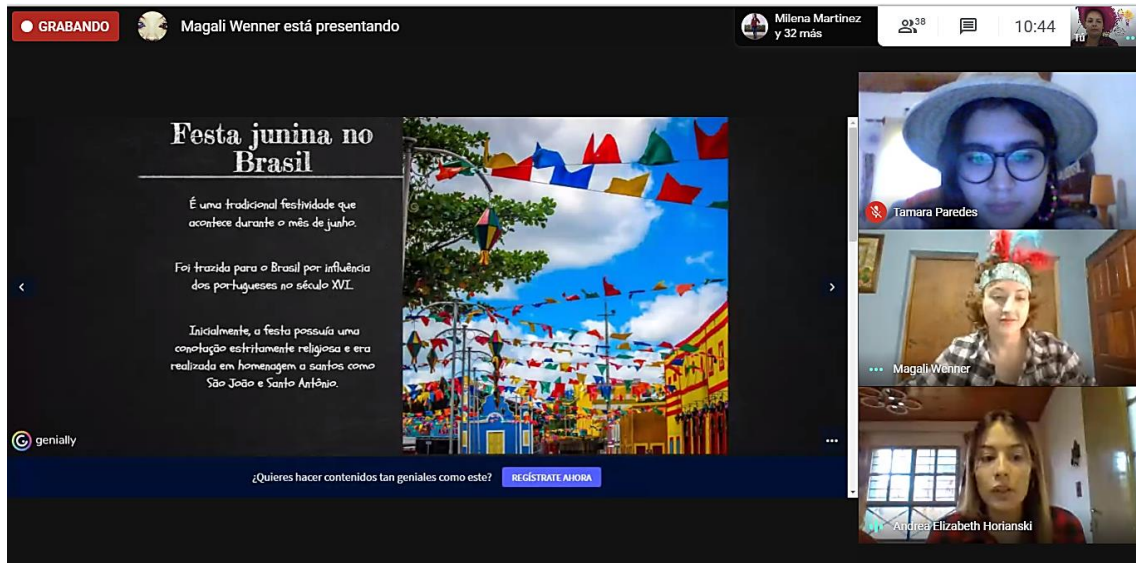 GRABANDO
Magali Wenner está presentando
Milena Martinez
y 32 más
38
10:44
Tú
Festa junina no
Brasil
É uma tradicional festividade que
acontece durante o mês de junho.
Foi trazida para o Brasil por influência
dos portugueses no século XVI.
Inicialmente, a festa possuía uma
conotação estritamente religiosa e era
realizada em homenagem a santos como
São João e Santo Antônio.
genially
¿Quieres hacer contenidos tan geniales como este?
REGÍSTRATE AHORA
Tamara Paredes
Magali Wenner
Andrea Elizabeth Horianski